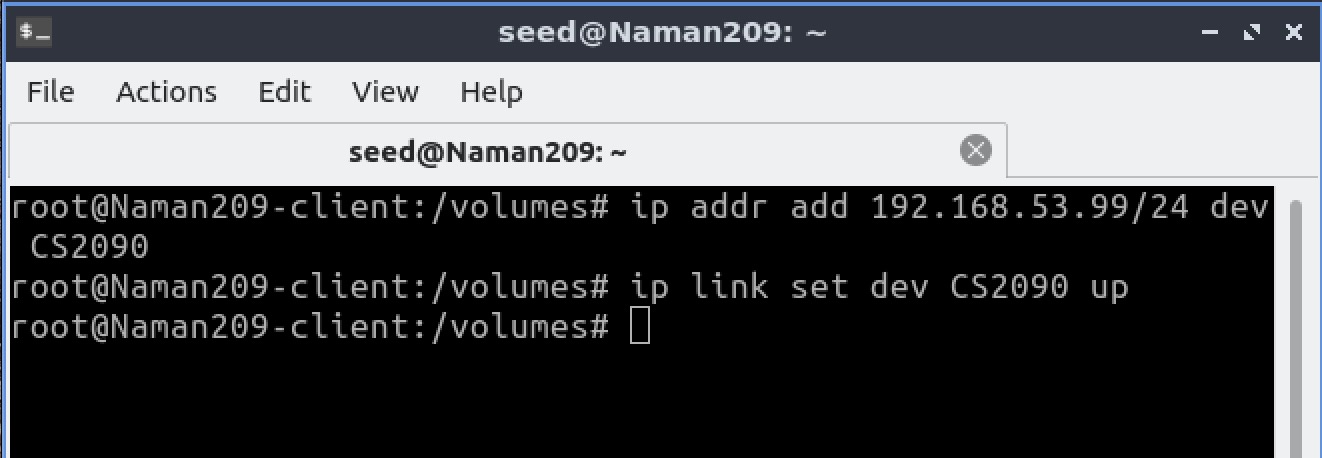 $_
seed@Naman209: ~
File Actions Edit View Help
seed@Naman209: ~
root@Naman209-client:/volumes# ip addr add 192.168.53.99/24 dev
 CS2090
root@Naman209-client:/volumes# ip link set dev CS2090 up
root@Naman209-client:/volumes#